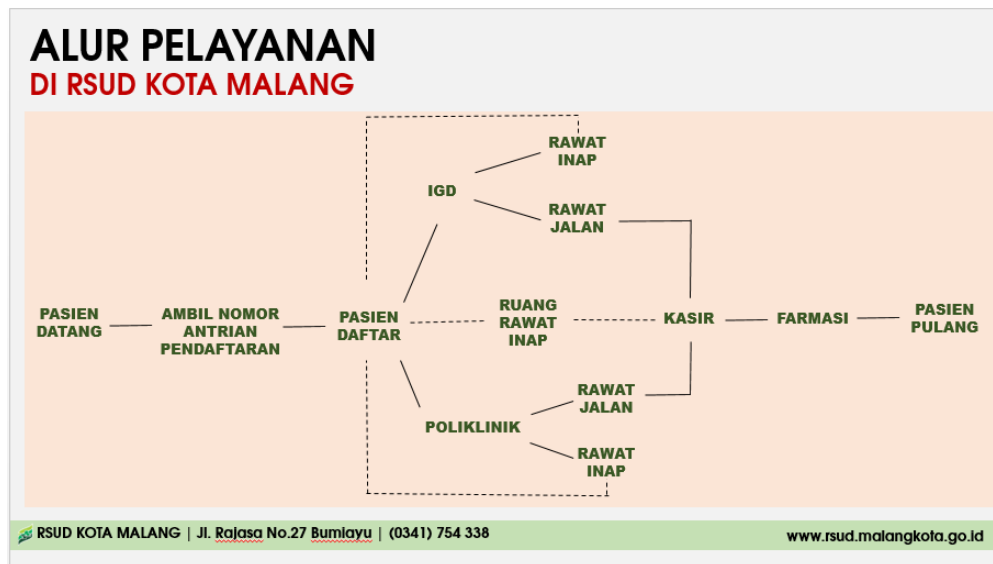 ALUR PELAYANAN
DI RSUD KOTA MALANG
PASIEN
DATANG
AMBIL NOMOR
ANTRIAN
PENDAFTARAN
PASIEN
DAFTAR
IGD
RAWAT
INAP
RAWAT
JALAN
RUANG
RAWAT
INAP
POLIKLINIK
RAWAT
JALAN
RAWAT
INAP
KASIR
FARMASI
PASIEN
PULANG
RSUD KOTA MALANG | Jl. Rajasa No.27 Bumiayu | (0341) 754 338
www.rsud.malangkota.go.id